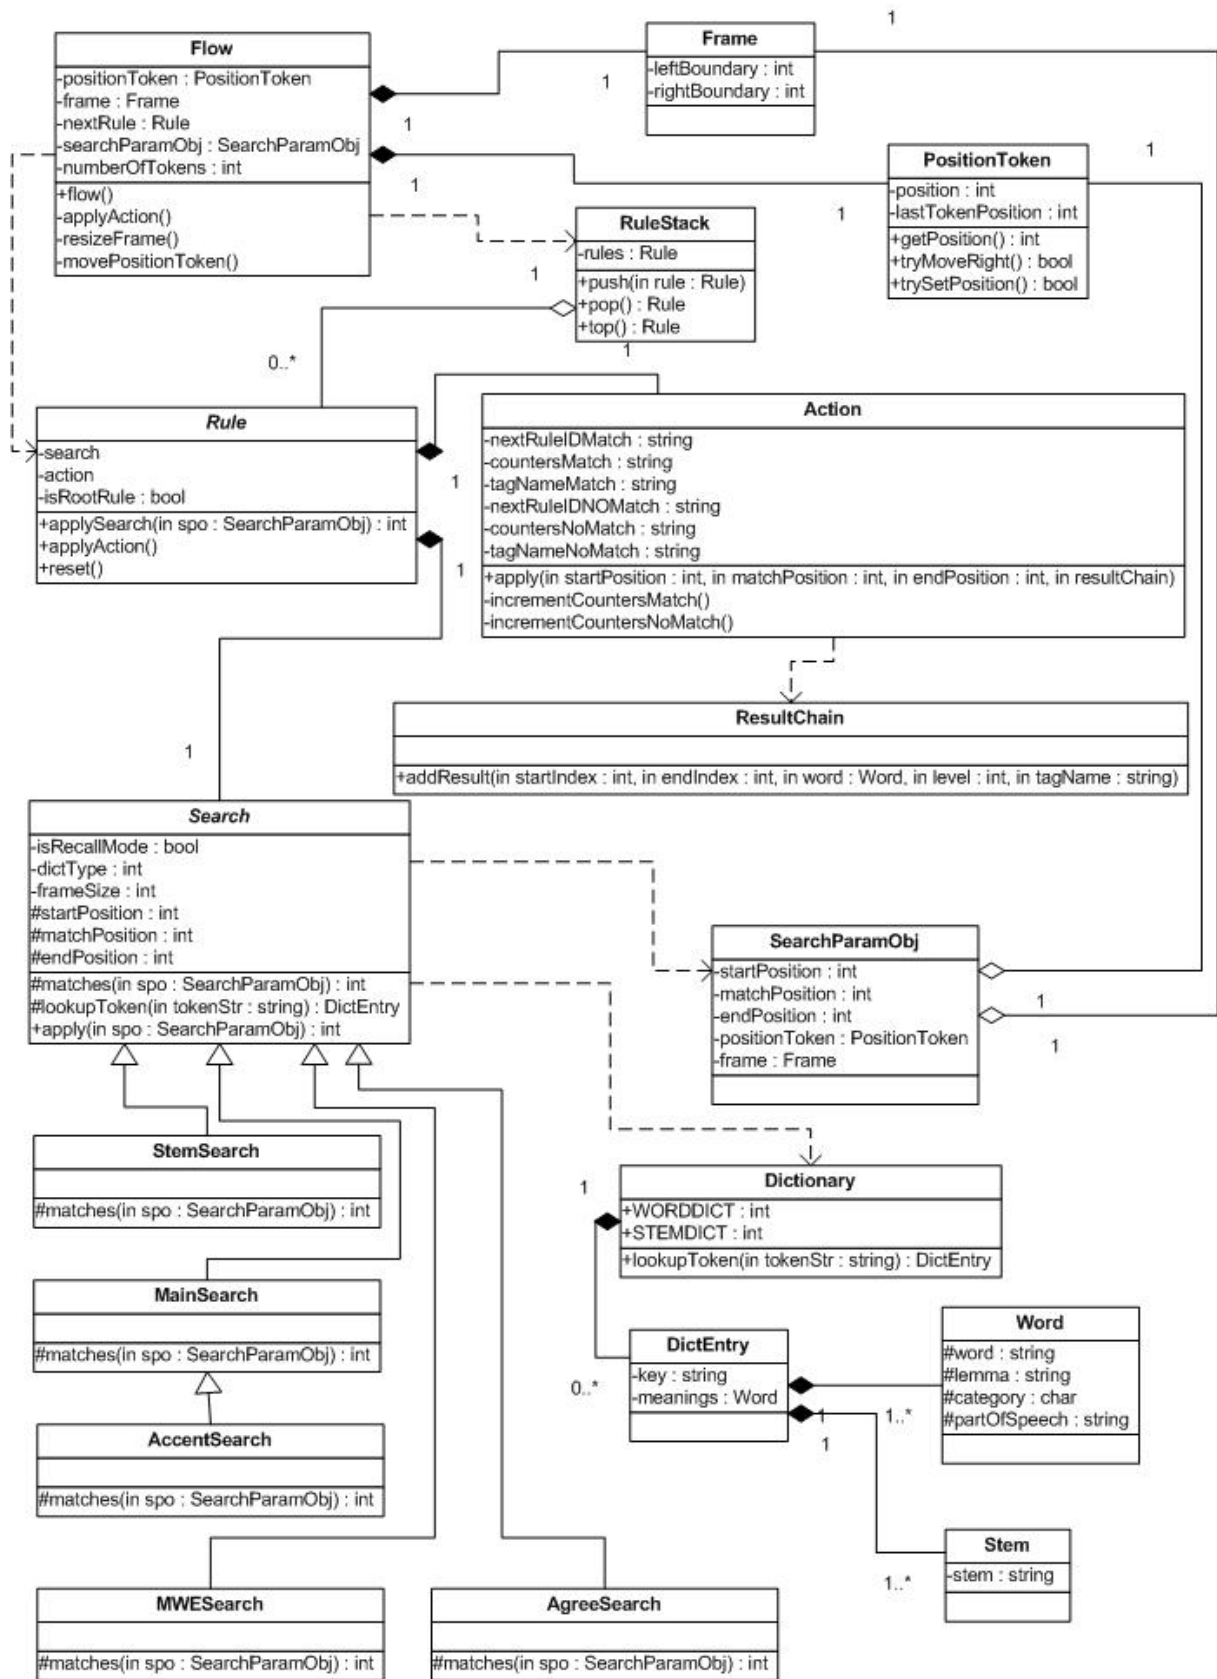 1
Flow
-positionToken : PositionToken
-frame : Frame
-nextRule : Rule
-searchParamObj : SearchParamObj
-numberOfTokens : int
+flow()
-applyAction()
-resizeFrame()
-movePositionToken()
Frame
-leftBoundary : int
-rightBoundary : int
1
1
1
1
1
PositionToken
-position : int
-lastTokenPosition : int
+getPosition() : int
+tryMoveRight() : bool
+trySetPosition() : bool
RuleStack
-rules : Rule
+push(in rule : Rule)
+pop() : Rule
+top() : Rule
1
0..*
1
Rule
-search
-action
-isRootRule : bool
+applySearch(in spo : SearchParamObj) : int
+applyAction()
+reset()
1
1
Action
-nextRuleIDMatch : string
-countersMatch : string
-tagNameMatch : string
-nextRuleIDNOMatch : string
-countersNoMatch : string
-tagNameNoMatch : string
+apply(in startPosition : int, in matchPosition : int, in endPosition : int, in resultChain)
-incrementCountersMatch()
-incrementCountersNoMatch()
ResultChain
+addResult(in startIndex : int, in endIndex : int, in word : Word, in level : int, in tagName : string)
1
Search
-isRecallMode : bool
-dictType : int
-frameSize : int
#startPosition : int
#matchPosition : int
#endPosition : int
#matches(in spo : SearchParamObj) : int
#lookupToken(in tokenStr : string) : DictEntry
+apply(in spo : SearchParamObj) : int
SearchParamObj
-startPosition : int
-matchPosition : int
-endPosition : int
-positionToken : PositionToken
-frame : Frame
1
1
StemSearch
#matches(in spo : SearchParamObj) : int
MainSearch
#matches(in spo : SearchParamObj) : int
AccentSearch
#matches(in spo : SearchParamObj) : int
MWESearch
#matches(in spo : SearchParamObj) : int
AgreeSearch
#matches(in spo : SearchParamObj) : int
1
Dictionary
+WORDDICT : int
+STEMDICT : int
+lookupToken(in tokenStr : string) : DictEntry
0..*
DictEntry
-key : string
-meanings : Word
1
1
1..*
Word
#word : string
#lemma : string
#category : char
#partOfSpeech : string
1..*
Stem
-stem : string